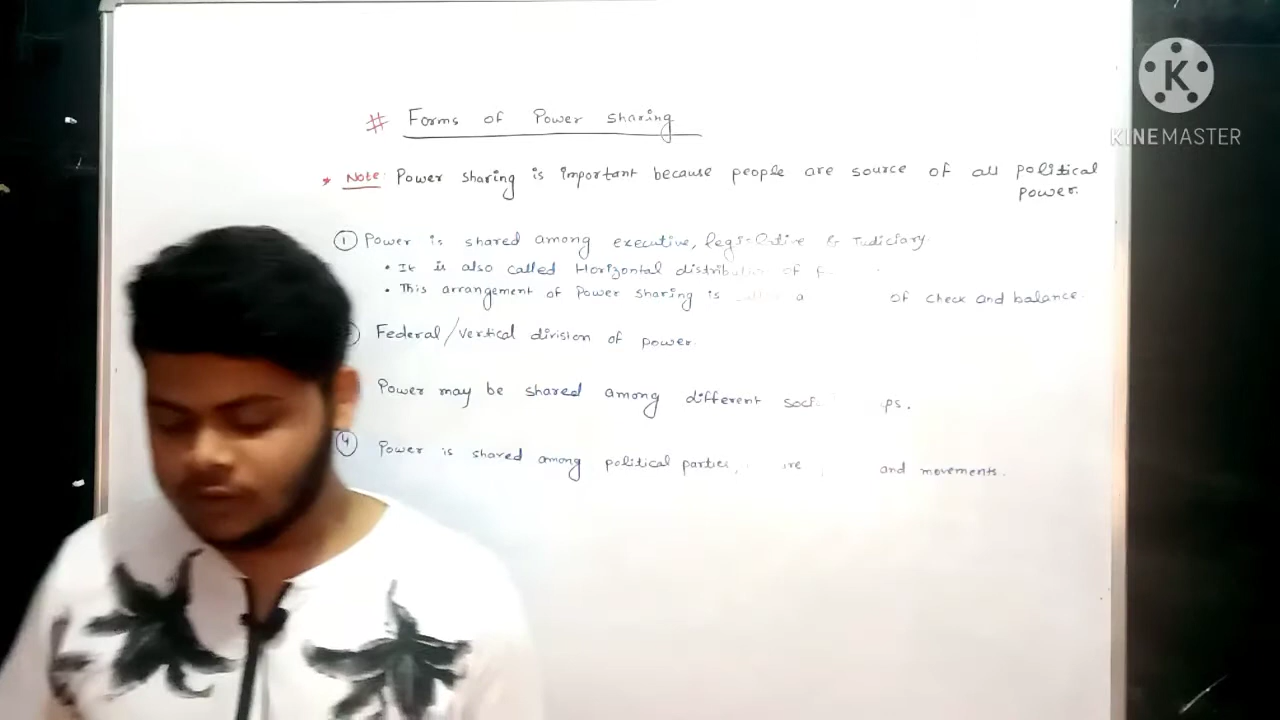 # Forms of Power sharing
* Note: Power sharing is important because people are source of all political
power.
① Power is shared among executive, & Judiciary.
• It is also called Horizontal of
• This arrangement of Power sharing is of check and balance.
Federal/vertical division of power.
Power may be shared among different
④ Power is shared among political parties, and movements.
KINEMASTER